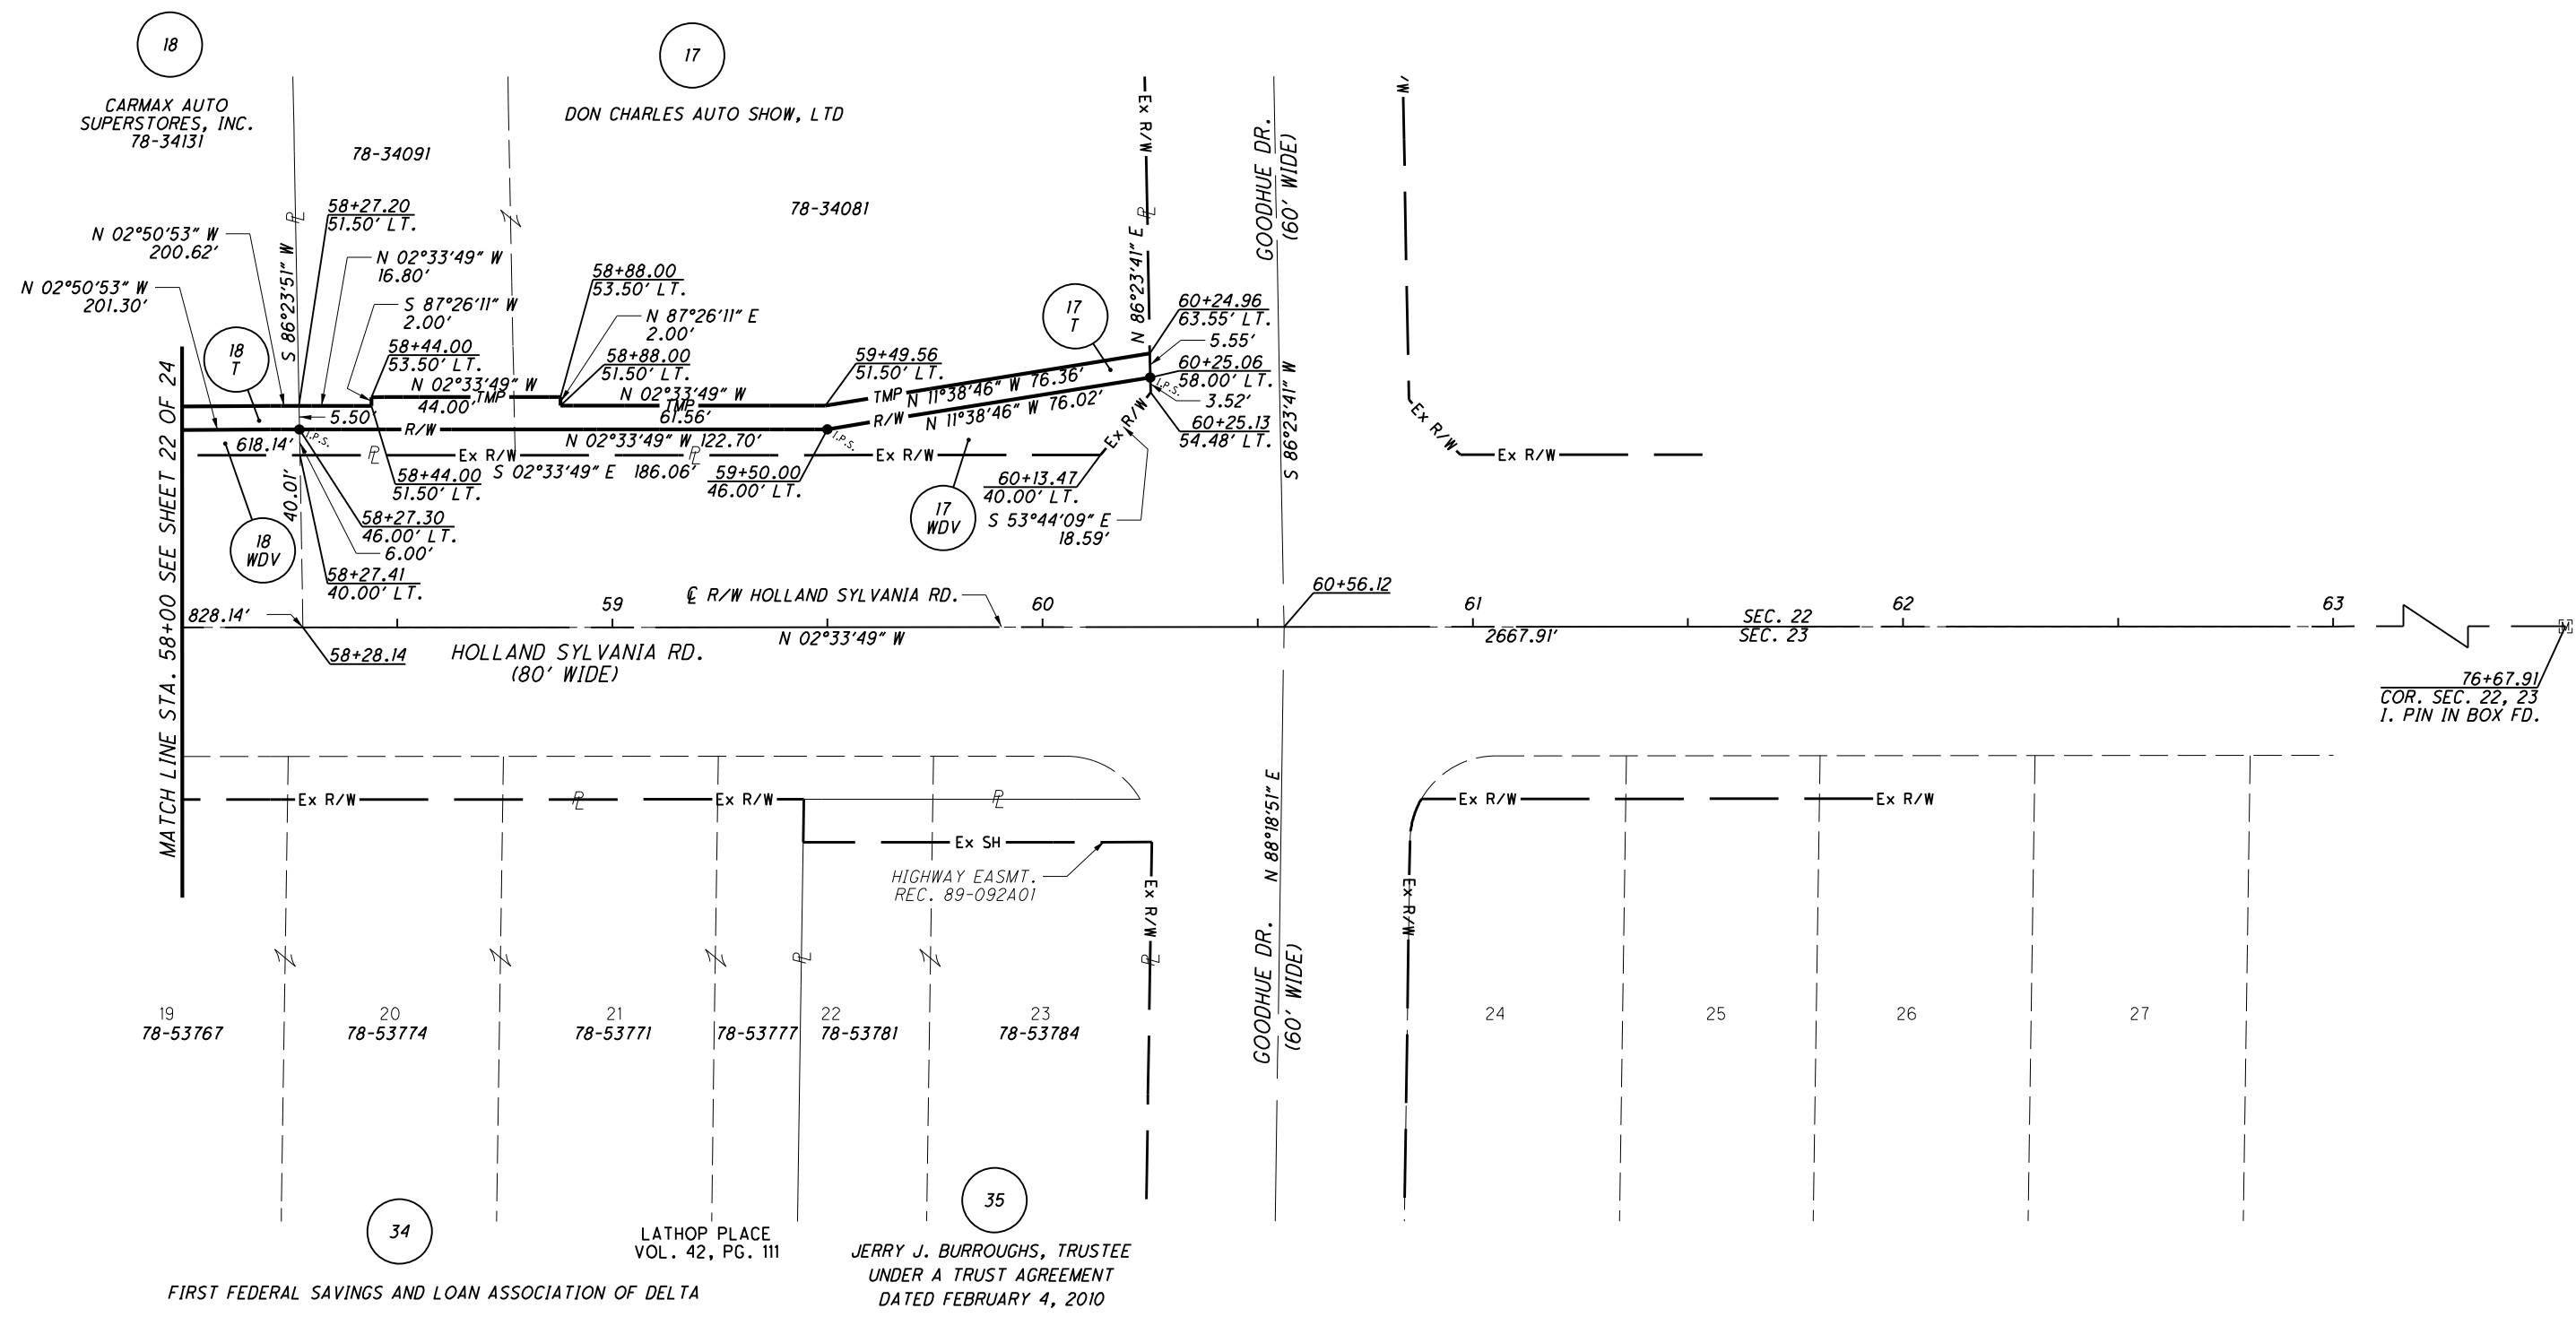 18
17
CARMAX AUTO
SUPERSTORES, INC.
78-34131
DON CHARLES AUTO SHOW, LTD
78-34091
78-34081
Ex R/W
PL
N 86°23'41" E
GOODHUE DR.
(60' WIDE)
W
Ex R/W
Ex R/W
N 02°50'53" W
200.62'
N 02°50'53" W
201.30'
S 86°23'51" W
PL
58+27.20
51.50' LT.
N 02°33'49" W
16.80'
S 87°26'11" W
2.00'
58+44.00
53.50' LT.
N 02°33'49" W
TMP
44.00'
58+88.00
53.50' LT.
N 87°26'11" E
2.00'
58+88.00
51.50' LT.
N 02°33'49" W
TMP
61.56'
59+49.56
51.50' LT.
17
T
TMP
N 11°38'46" W 76.36'
R/W
N 11°38'46" W 76.02'
60+24.96
63.55' LT.
5.55'
60+25.06
58.00' LT.
I.P.S.
3.52'
60+25.13
54.48' LT.
S 86°23'41" W
18
T
5.50'
R/W
I.P.S.
618.14'
N 02°33'49" W 122.70'
I.P.S.
PL
Ex R/W
PL
Ex R/W
Ex R/W
S 02°33'49" E 186.06'
58+44.00
51.50' LT.
59+50.00
46.00' LT.
60+13.47
40.00' LT.
S 53°44'09" E
18.59'
17
WDV
18
WDV
40.01'
58+27.30
46.00' LT.
6.00'
58+27.41
40.00' LT.
MATCH LINE STA. 58+00 SEE SHEET 22 OF 24
828.14'
58+28.14
59
CL R/W HOLLAND SYLVANIA RD.
60
60+56.12
61
62
63
HOLLAND SYLVANIA RD.
(80' WIDE)
N 02°33'49" W
2667.91'
SEC. 22
SEC. 23
76+67.91
COR. SEC. 22, 23
I. PIN IN BOX FD.
Ex R/W
PL
Ex R/W
PL
Ex SH
HIGHWAY EASMT.
REC. 89-092A01
Ex R/W
PL
PL
N 88°18'51" E
GOODHUE DR.
(60' WIDE)
Ex R/W
Ex R/W
Ex R/W
19
78-53767
20
78-53774
21
78-53771
78-53777
22
78-53781
23
78-53784
24
25
26
27
34
FIRST FEDERAL SAVINGS AND LOAN ASSOCIATION OF DELTA
LATHOP PLACE
VOL. 42, PG. 111
35
JERRY J. BURROUGHS, TRUSTEE
UNDER A TRUST AGREEMENT
DATED FEBRUARY 4, 2010